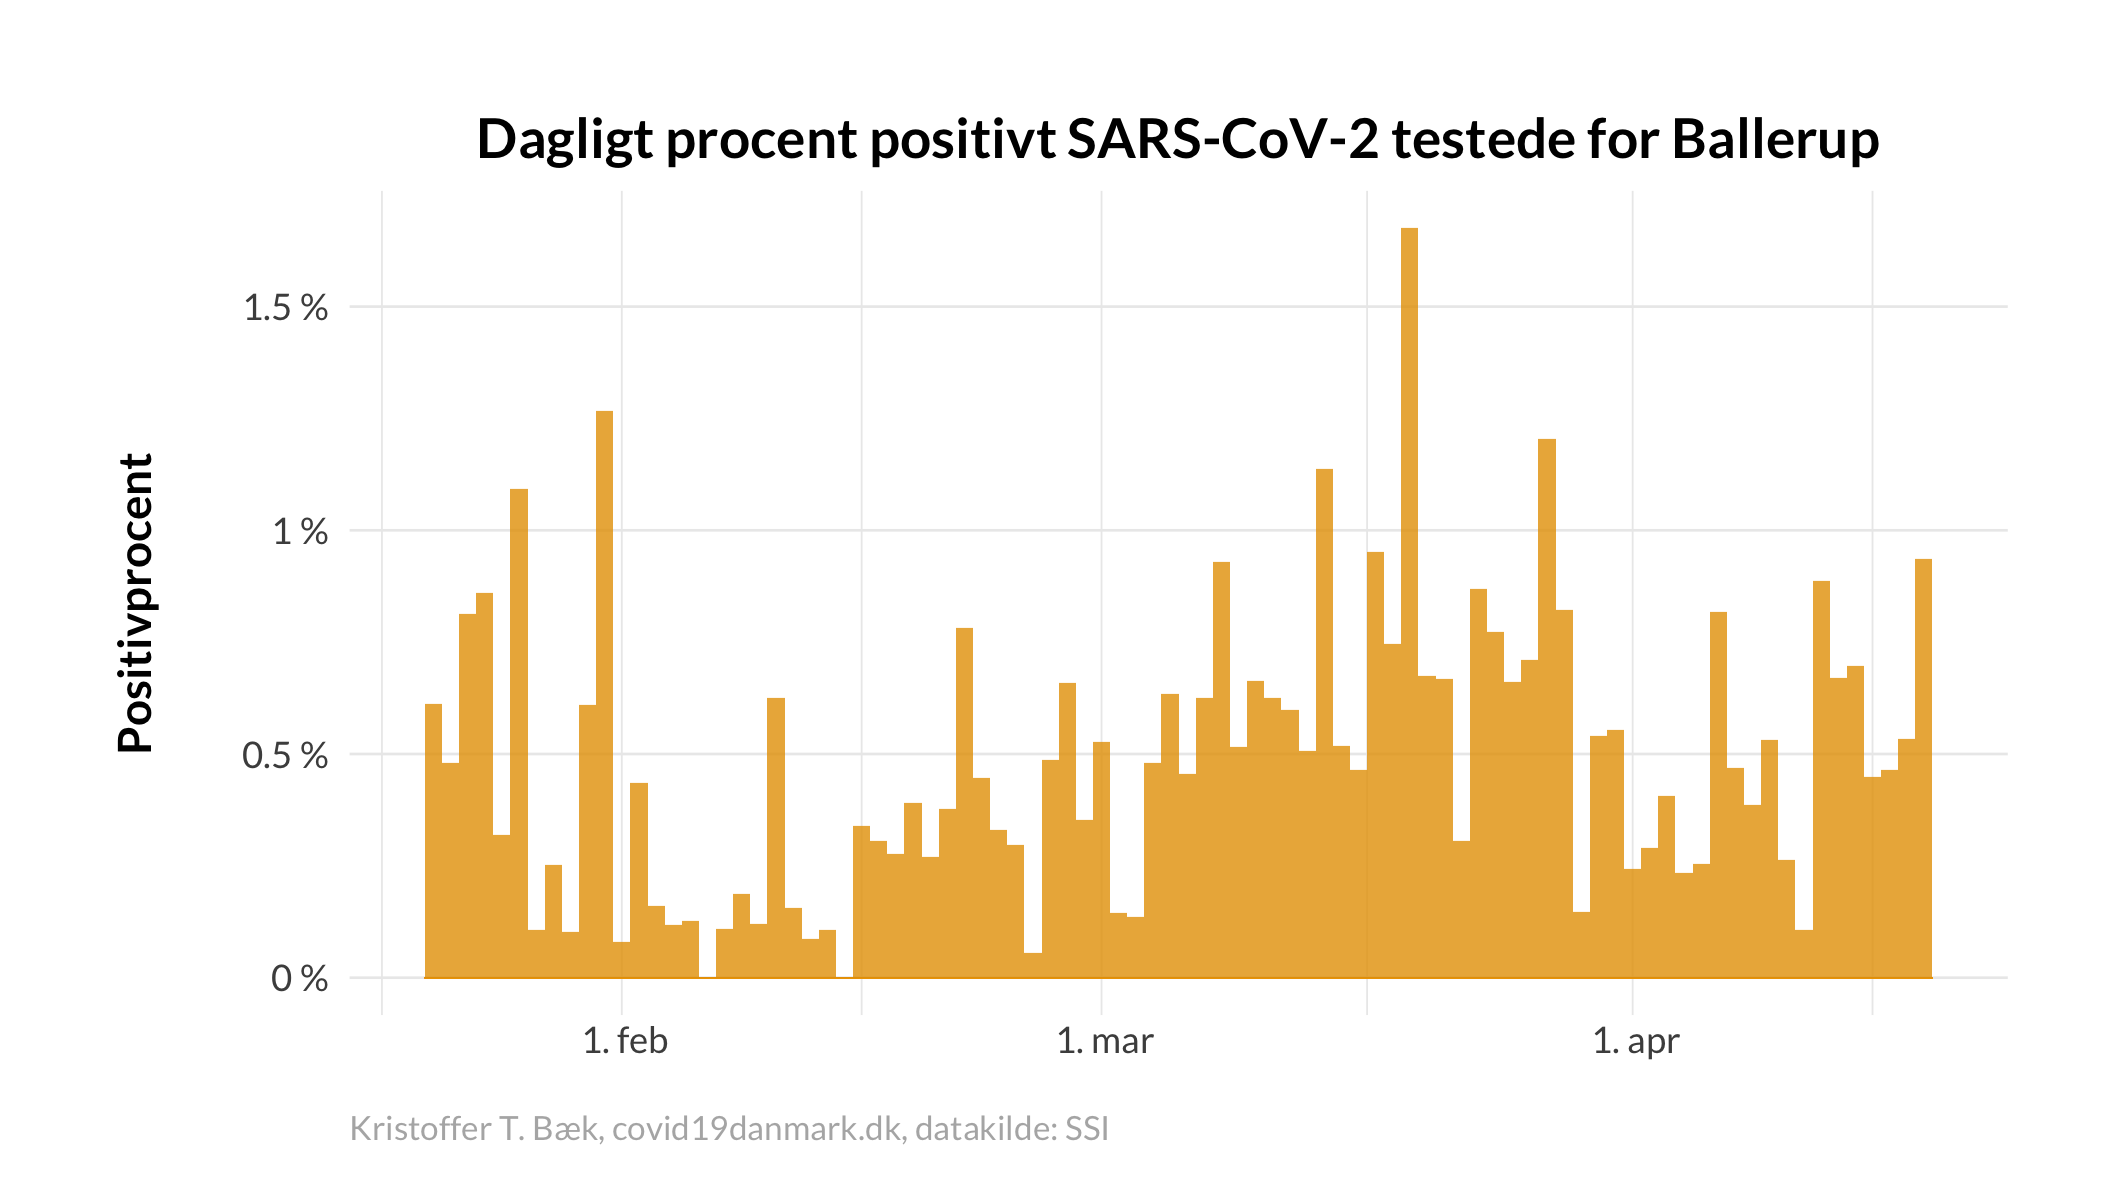 Dagligt procent positivt SARS-CoV-2 testede for Ballerup
Positivprocent
1.5 %
1 %
0.5 %
0 %
1. feb
1. mar
1. apr
Kristoffer T. Bæk, covid19danmark.dk, datakilde: SSI